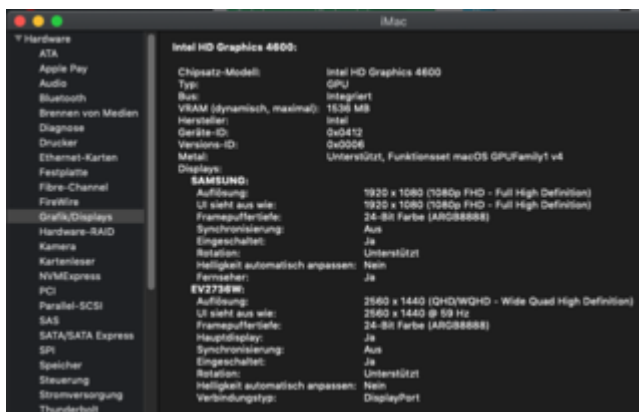 iMac
Hardware
ATA
Apple Pay
Audio
Bluetooth
Brennen von Medien
Diagnose
Drucker
Ethernet-Karten
Festplatte
Fibre-Channel
FireWire
Grafik/Displays
Hardware-RAID
Kamera
Kartenleser
NVMExpress
PCI
Parallel-SCSI
SAS
SATA/SATA Express
SPI
Speicher
Steuerung
Stromversorgung
Thunderbolt
Intel HD Graphics 4600:
Chipsatz-Modell: Intel HD Graphics 4600
Typ: GPU
Bus: Integriert
VRAM (dynamisch, maximal): 1536 MB
Hersteller: Intel
Geräte-ID: 0x0412
Versions-ID: 0x0006
Metal: Unterstützt, Funktionsset macOS GPUFamily1 v4
Displays:
SAMSUNG:
Auflösung: 1920 x 1080 (1080p FHD - Full High Definition)
UI sieht aus wie: 1920 x 1080 (1080p FHD - Full High Definition)
Framepuffertiefe: 24-Bit Farbe (ARGB8888)
Synchronisierung: Aus
Eingeschaltet: Ja
Rotation: Unterstützt
Helligkeit automatisch anpassen: Nein
Fernseher: Ja
EV2736W:
Auflösung: 2560 x 1440 (QHD/WQHD - Wide Quad High Definition)
UI sieht aus wie: 2560 x 1440 @ 59 Hz
Framepuffertiefe: 24-Bit Farbe (ARGB8888)
Hauptdisplay: Ja
Synchronisierung: Aus
Eingeschaltet: Ja
Rotation: Unterstützt
Helligkeit automatisch anpassen: Nein
Verbindungstyp: DisplayPort